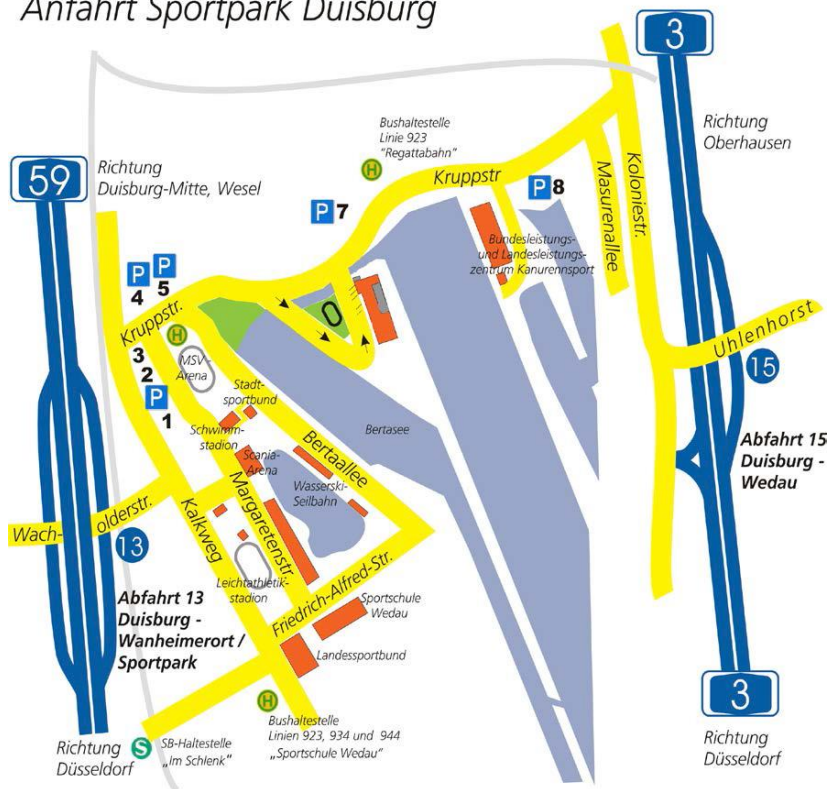 Anfahrt Sportpark Duisburg
3
Richtung
Oberhausen
Bushaltestelle
Linie 923
"Regattabahn"
H
59
Richtung
Duisburg-Mitte, Wesel
Kruppstr
P 8
P 7
Masurenallee
Koloniestr.
Bundesleistungs-
und Landesleistungs-
zentrum Kanurennsport
P
4
P
5
Kruppstr.
H
3
2
P
1
MSV-
Arena
Uhlenhorst
15
Stadt-
sportbund
Schwimm-
stadion
Bertasee
Bertaallee
Abfahrt 15
Duisburg -
Wedau
Scania-
Arena
Wasserski-
Seilbahn
Margaretenstr
Kalkweg
Wach-
olderstr.
13
Leichtathletik-
stadion
Friedrich-Alfred-Str.
Abfahrt 13
Duisburg -
Wanheimerort /
Sportpark
Sportschule
Wedau
Landessportbund
3
H
Bushaltestelle
Linien 923, 934 und 944
„Sportschule Wedau"
Richtung
Düsseldorf
S
SB-Haltestelle
„Im Schlenk"
Richtung
Düsseldorf